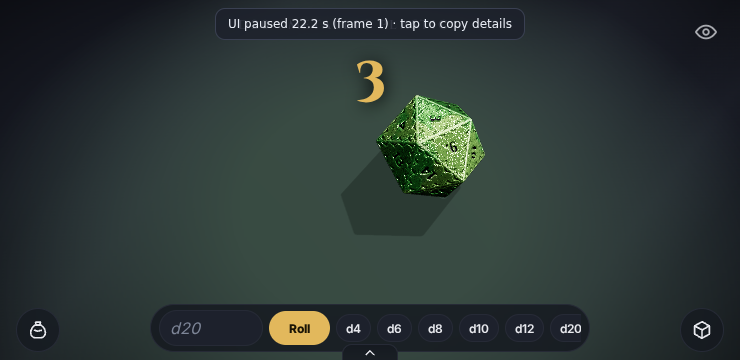 UI paused 22.2 s (frame 1) · tap to copy details
3
6
d20
Roll
d4
d6
d8
d10
d12
d20